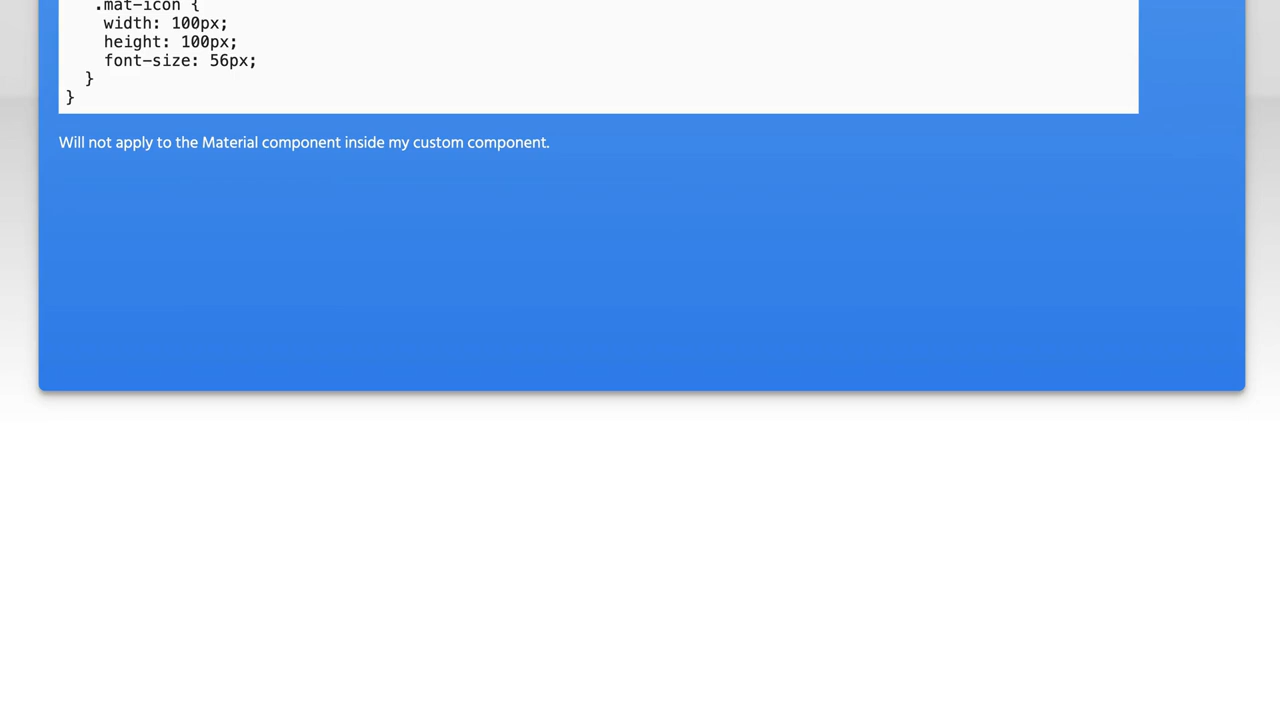 .mat-icon {
width: 100px;
height: 100px;
font-size: 56px;
}
}
Will not apply to the Material component inside my custom component.